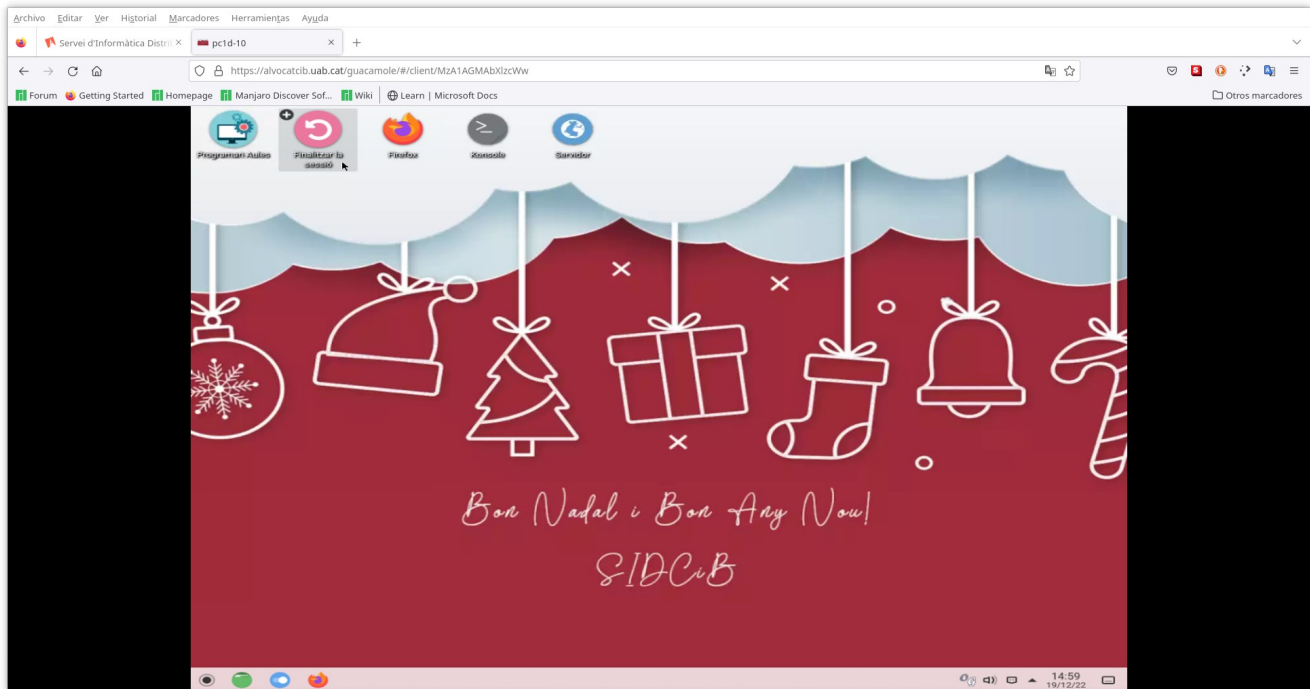 Archivo Editar Ver Historial Marcadores Herramientas Ayuda
Servei d'Informàtica Distri
pc1d-10
https://alvocatcib.uab.cat/guacamole/#/client/MzA1AGMAbXlzcWw
Forum Getting Started Homepage Manjaro Discover Sof... Wiki Learn | Microsoft Docs Otros marcadores
Programari Aules
Finalitzar la
sessió
Firefox
Konsole
Servidor
Bon Nadal i Bon Any Nou!
SIDCiB
14:59
19/12/22